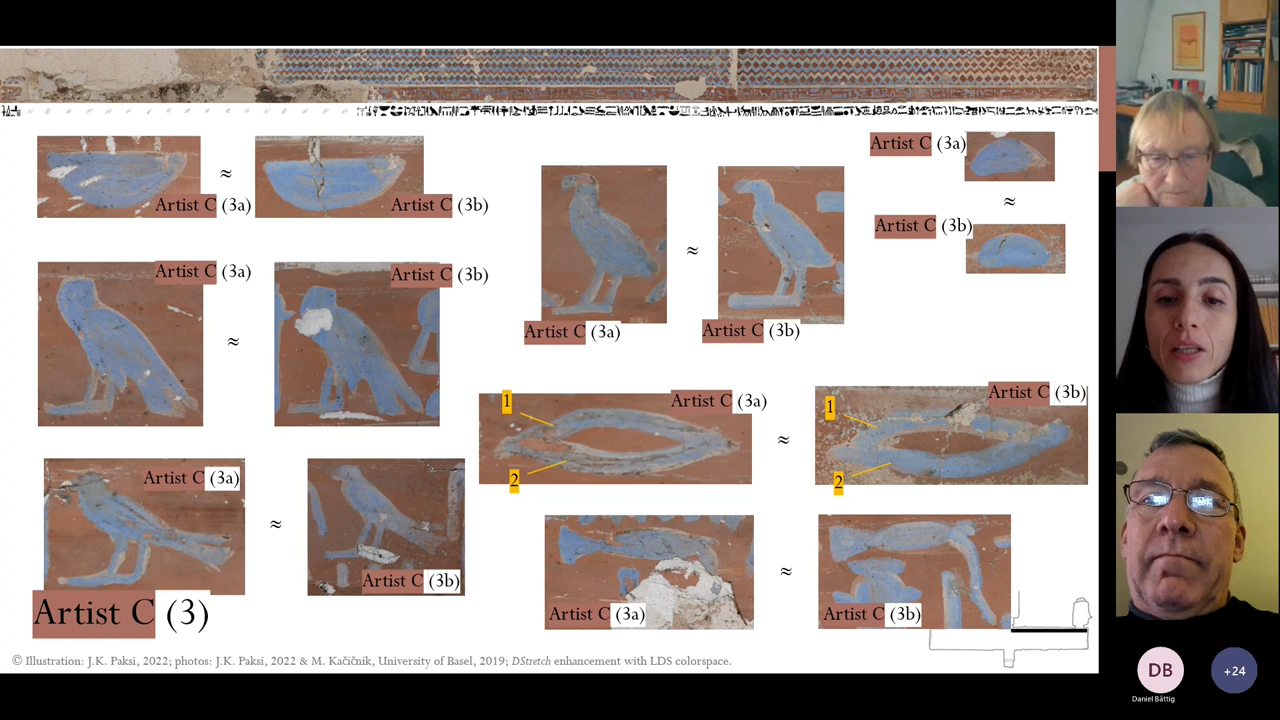 Artist C (3a)
≈
Artist C (3b)
Artist C (3a)
≈
Artist C (3b)
Artist C (3a)
≈
Artist C (3b)
Artist C (3a)
≈
Artist C (3b)
Artist C (3a)
≈
Artist C (3b)
1
2
Artist C (3a)
≈
1
2
Artist C (3b)
Artist C (3a)
≈
Artist C (3b)
Artist C (3)
© Illustration: J.K. Paksi, 2022; photos: J.K. Paksi, 2022 & M. Kačičnik, University of Basel, 2019; DStretch enhancement with LDS colorspace.
DB
Daniel Bättig
+24